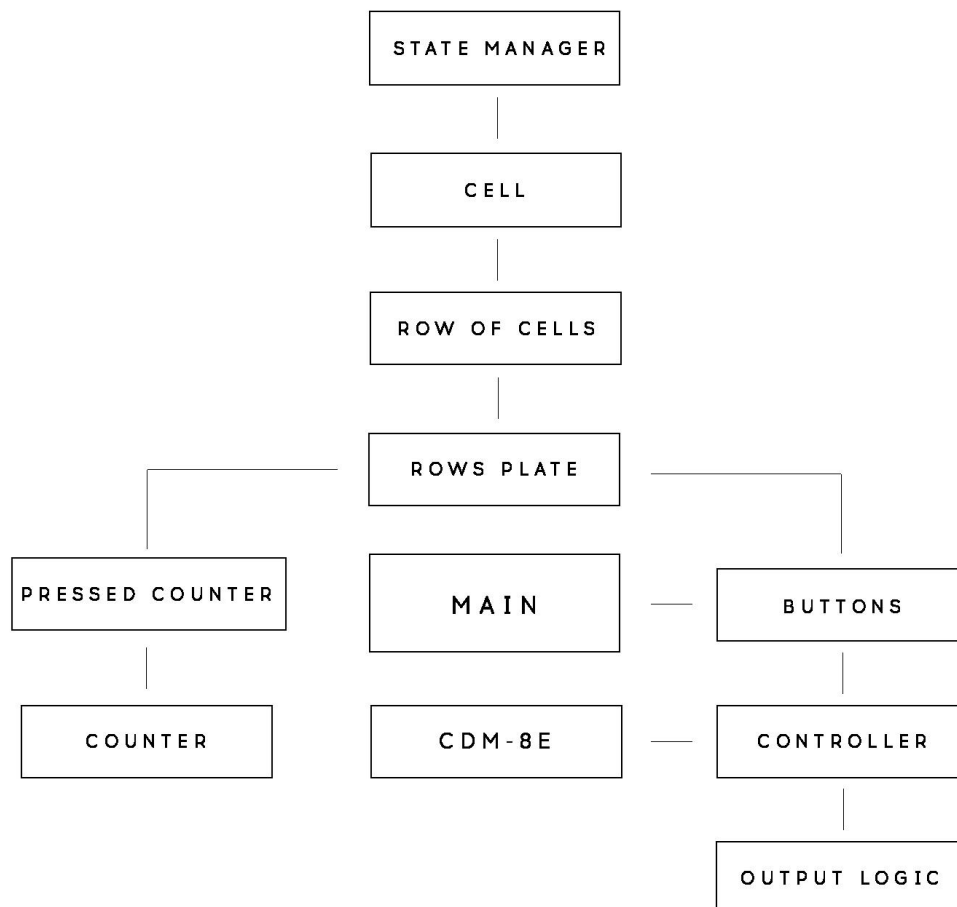 STATE MANAGER
CELL
ROW OF CELLS
ROWS PLATE
PRESSED COUNTER
MAIN
BUTTONS
COUNTER
CDM-8E
CONTROLLER
OUTPUT LOGIC